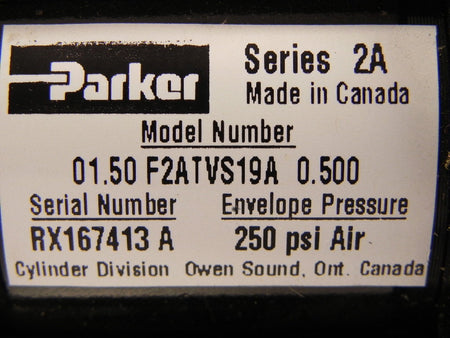 Parker
Series 2A
Made in Canada
Model Number
01.50 F2ATVS19A 0.500
Serial Number Envelope Pressure
RX167413 A 250 psi Air
Cylinder Division Owen Sound, Ont. Canada